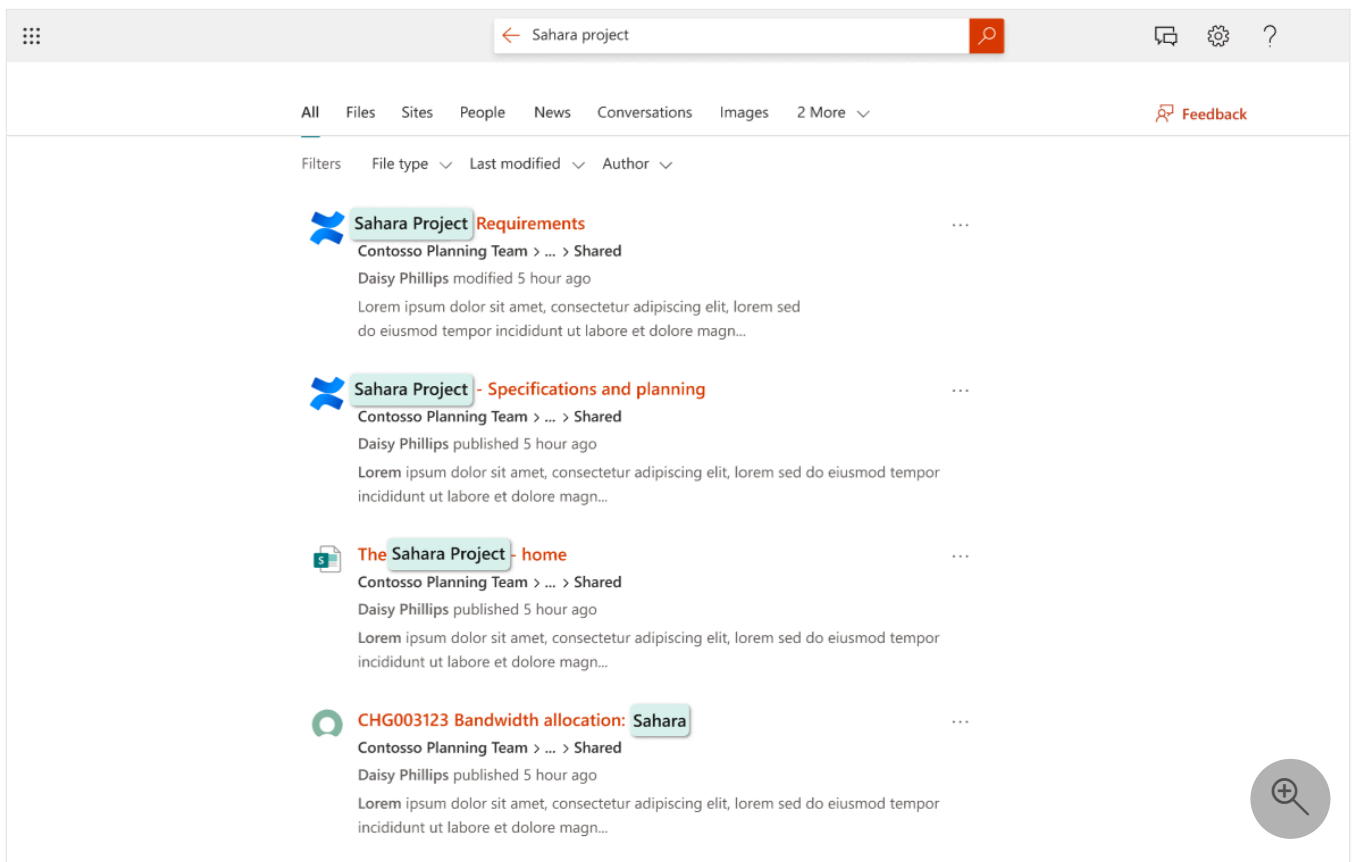 Sahara project
All Files Sites People News Conversations Images 2 More
Feedback
Filters File type Last modified Author
Sahara Project Requirements
Contosso Planning Team > ... > Shared
Daisy Phillips modified 5 hour ago
Lorem ipsum dolor sit amet, consectetur adipiscing elit, lorem sed
do eiusmod tempor incididunt ut labore et dolore magn...
Sahara Project - Specifications and planning
Contosso Planning Team > ... > Shared
Daisy Phillips published 5 hour ago
Lorem ipsum dolor sit amet, consectetur adipiscing elit, lorem sed do eiusmod tempor
incididunt ut labore et dolore magn...
S
The Sahara Project - home
Contosso Planning Team > ... > Shared
Daisy Phillips published 5 hour ago
Lorem ipsum dolor sit amet, consectetur adipiscing elit, lorem sed do eiusmod tempor
incididunt ut labore et dolore magn...
CHG003123 Bandwidth allocation: Sahara
Contosso Planning Team > ... > Shared
Daisy Phillips published 5 hour ago
Lorem ipsum dolor sit amet, consectetur adipiscing elit, lorem sed do eiusmod tempor
incididunt ut labore et dolore magn...